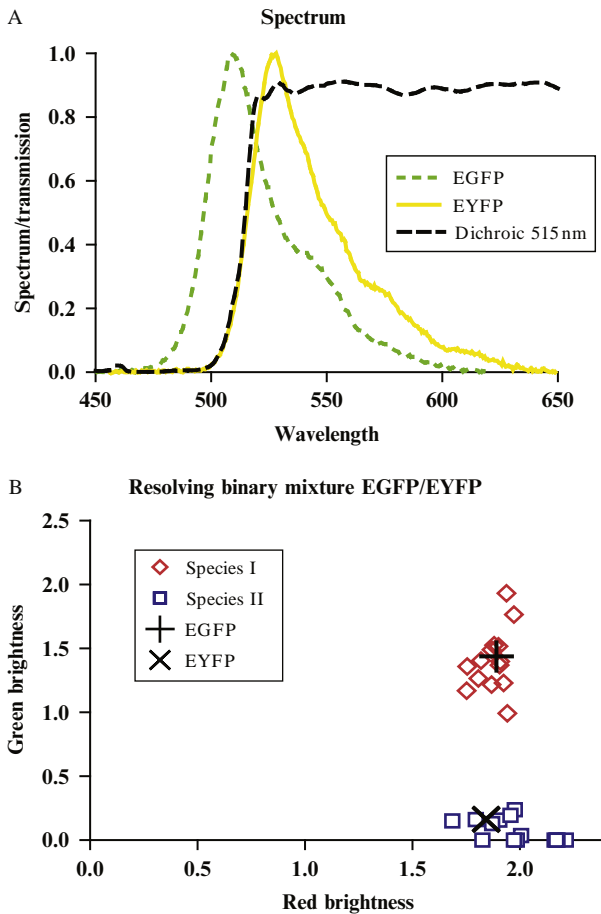 A
Spectrum
Spectrum/transmission
1.0
0.8
0.6
0.4
0.2
0.0
EGFP
EYFP
Dichroic 515 nm
450
500
550
600
650
Wavelength
B
Resolving binary mixture EGFP/EYFP
Green brightness
2.5
2.0
1.5
1.0
0.5
0.0
Species I
Species II
EGFP
EYFP
0.0
0.5
1.0
1.5
2.0
Red brightness